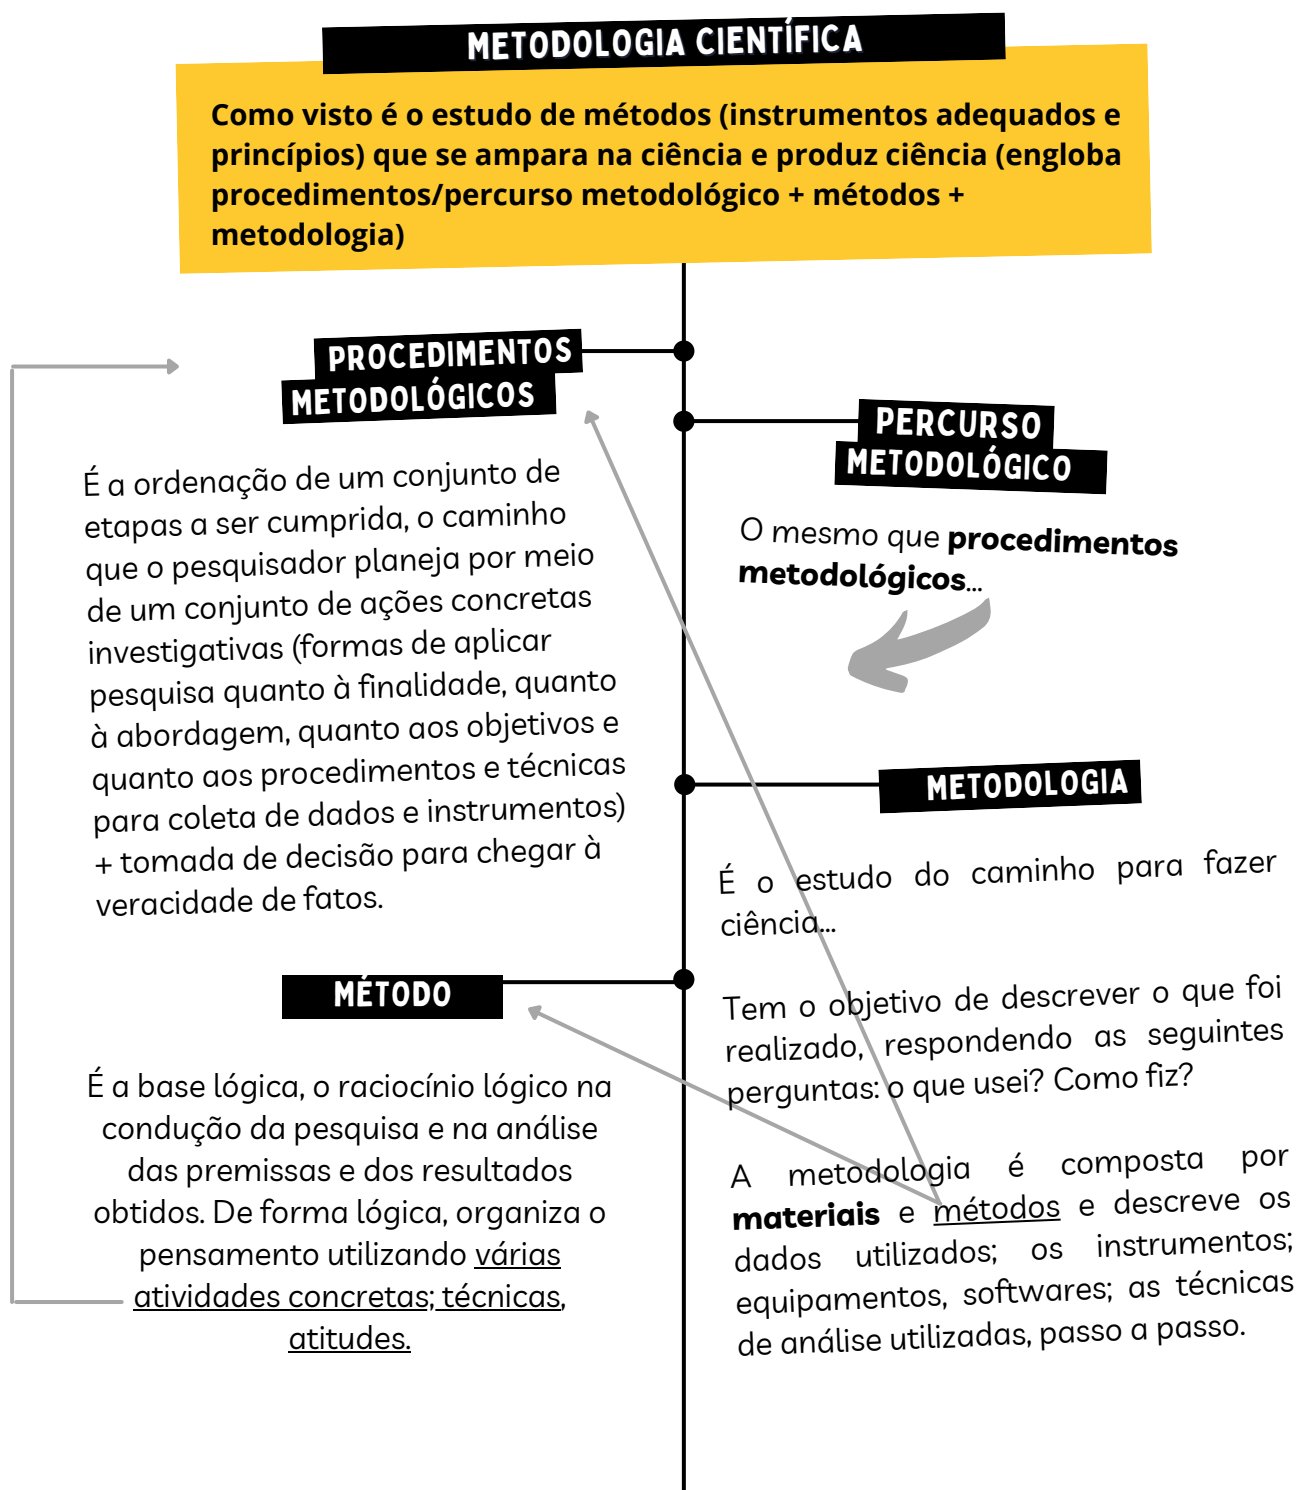 METODOLOGIA CIENTÍFICA
Como visto é o estudo de métodos (instrumentos adequados e
princípios) que se ampara na ciência e produz ciência (engloba
procedimentos/percurso metodológico + métodos +
metodologia)
PROCEDIMENTOS
METODOLÓGICOS
É a ordenação de um conjunto de
etapas a ser cumprida, o caminho
que o pesquisador planeja por meio
de um conjunto de ações concretas
investigativas (formas de aplicar
pesquisa quanto à finalidade, quanto
à abordagem, quanto aos objetivos e
quanto aos procedimentos e técnicas
para coleta de dados e instrumentos)
+ tomada de decisão para chegar à
veracidade de fatos.
PERCURSO
METODOLÓGICO
O mesmo que procedimentos
metodológicos...
METODOLOGIA
É o estudo do caminho para fazer
ciência...
Tem o objetivo de descrever o que foi
realizado, respondendo as seguintes
perguntas: o que usei? Como fiz?
A metodologia é composta por
materiais e métodos e descreve os
dados utilizados; os instrumentos;
equipamentos, softwares; as técnicas
de análise utilizadas, passo a passo.
MÉTODO
É a base lógica, o raciocínio lógico na
condução da pesquisa e na análise
das premissas e dos resultados
obtidos. De forma lógica, organiza o
pensamento utilizando várias
atividades concretas; técnicas,
atitudes.